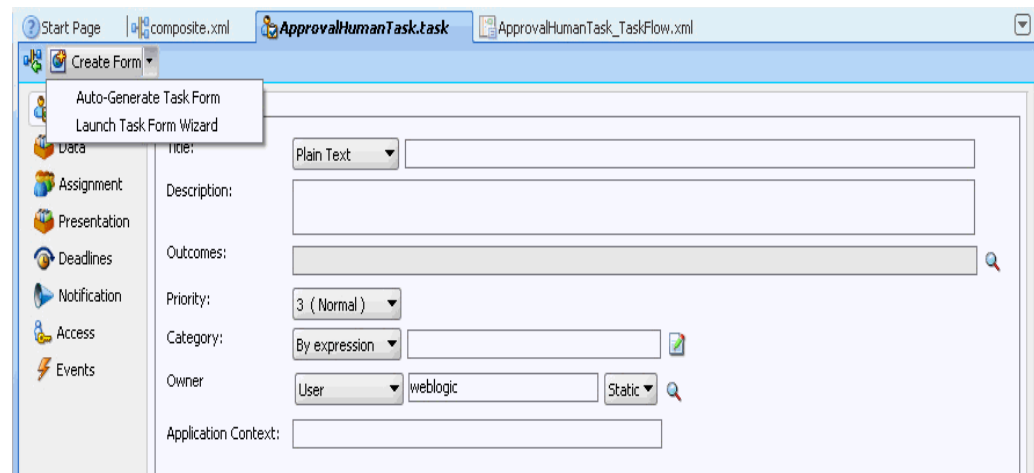 Start Page composite.xml ApprovalHumanTask.task ApprovalHumanTask_TaskFlow.xml
Create Form
Auto-Generate Task Form
Launch Task Form Wizard
Data
Assignment
Presentation
Deadlines
Notification
Access
Events
Title: Plain Text
Description:
Outcomes:
Priority: 3 ( Normal )
Category: By expression
Owner User weblogic Static
Application Context: